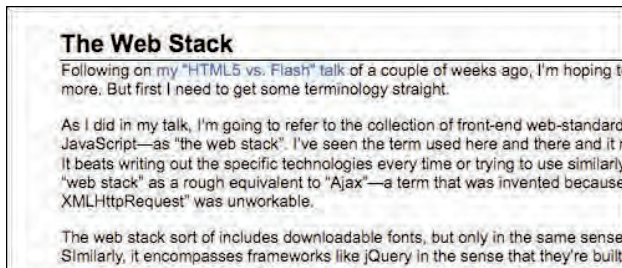 The Web Stack
Following on my "HTML5 vs. Flash" talk of a couple of weeks ago, I'm hoping
more. But first I need to get some terminology straight.
As I did in my talk, I'm going to refer to the collection of front-end web-standard
JavaScript—as "the web stack". I've seen the term used here and there and it
It beats writing out the specific technologies every time or trying to use similarly
"web stack" as a rough equivalent to "Ajax"—a term that was invented because
XMLHttpRequest" was unworkable.
The web stack sort of includes downloadable fonts, but only in the same sense
Similarly, it encompasses frameworks like jQuery in the sense that they're built